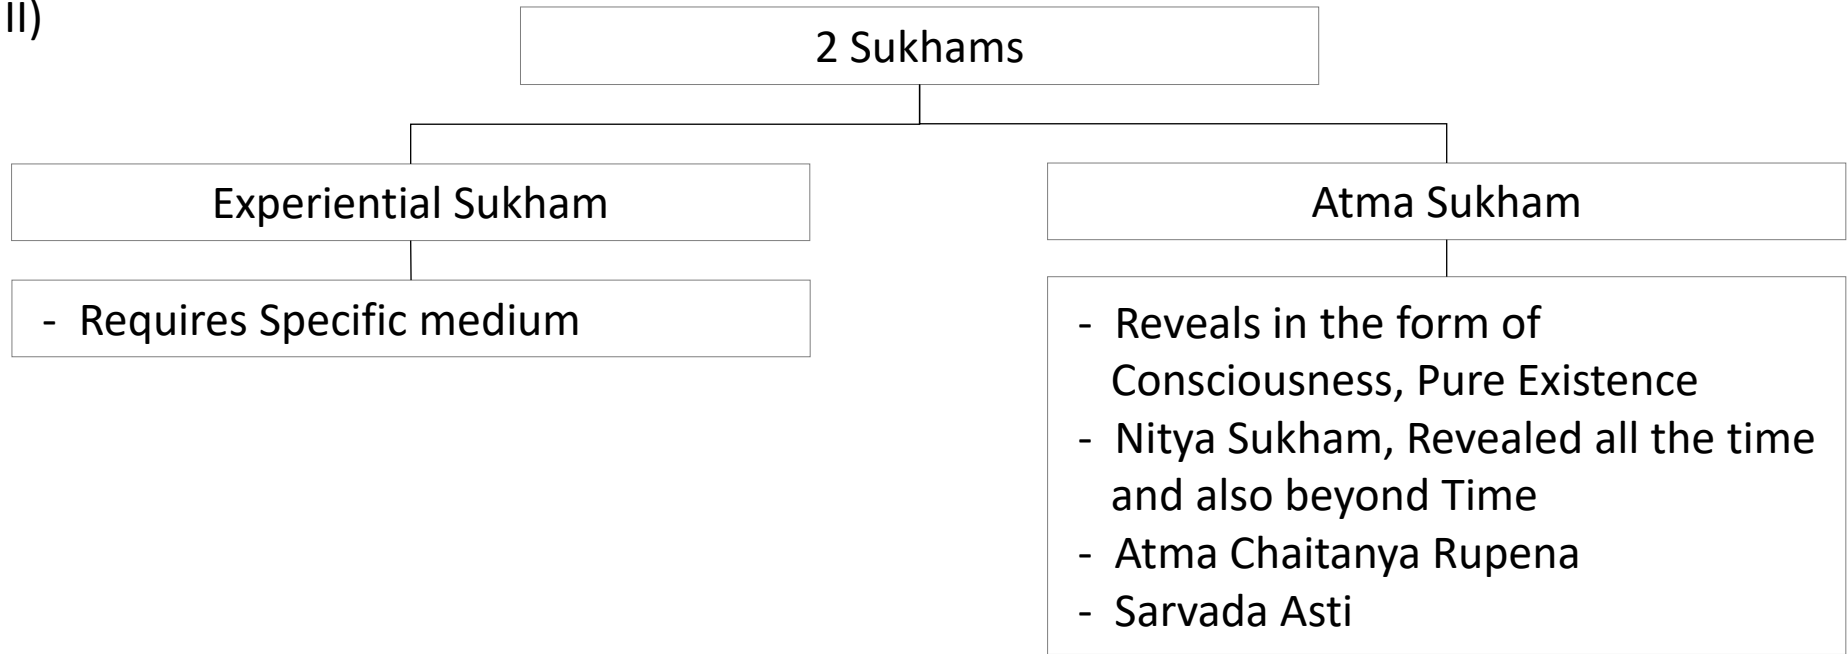 II)
2 Sukhams
Experiential Sukham
- Requires Specific medium
Atma Sukham
- Reveals in the form of
Consciousness, Pure Existence
- Nitya Sukham, Revealed all the time
and also beyond Time
- Atma Chaitanya Rupena
- Sarvada Asti